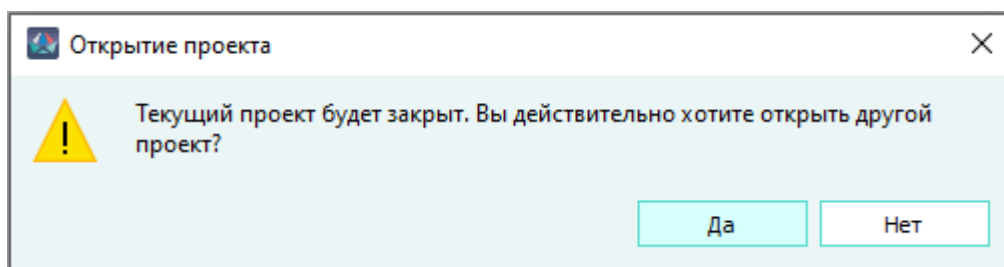 Открытие проекта
Текущий проект будет закрыт. Вы действительно хотите открыть другой
проект?
Да
Нет